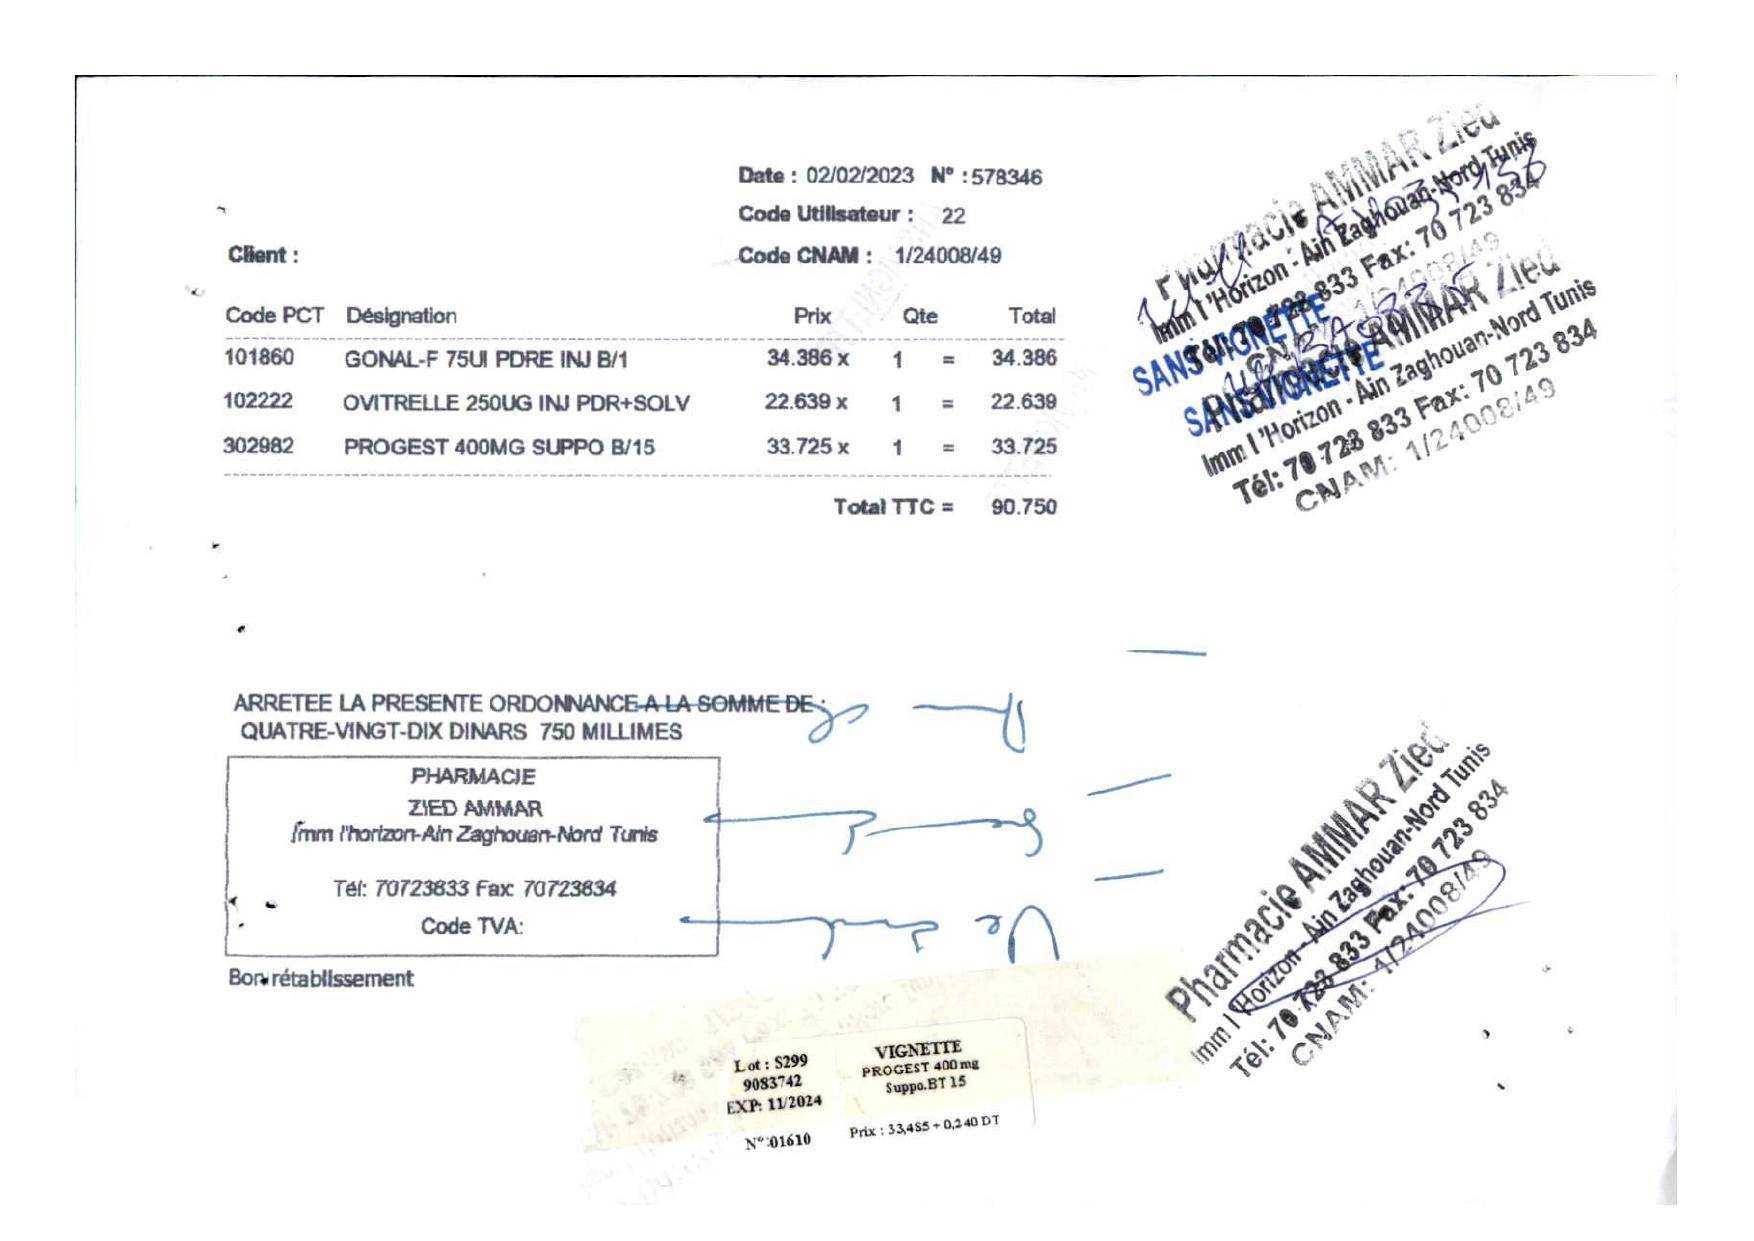 Date : 02/02/2023 N° : 578346
Code Utilisateur : 22
Client :
Code CNAM : 1/24008/49
Code PCT Désignation Prix Qte Total
101860 GONAL-F 75UI PDRE INJ B/1 34.386 x 1 = 34.386
102222 OVITRELLE 250UG INJ PDR+SOLV 22.639 x 1 = 22.639
302982 PROGEST 400MG SUPPO B/15 33.725 x 1 = 33.725
Total TTC = 90.750
Pharmacie AMMAR Zied
Imm l'Horizon - Ain Zaghouan-Nord Tunis
Tél: 70 723 833 Fax: 70 723 834
SANS VIGNETTE
Pharmacie AMMAR Zied
SANS VIGNETTE
Imm l'Horizon - Ain Zaghouan-Nord Tunis
Tél: 70 723 833 Fax: 70 723 834
CNAM: 1/24008/49
ARRETEE LA PRESENTE ORDONNANCE A LA SOMME DE :
QUATRE-VINGT-DIX DINARS 750 MILLIMES
PHARMACIE
ZIED AMMAR
Imm l'horizon-Ain Zaghouan-Nord Tunis
Tél: 70723833 Fax: 70723834
Code TVA:
Bon rétablissement
Pharmacie AMMAR Zied
Imm l'Horizon - Ain Zaghouan-Nord Tunis
Tél: 70 723 833 Fax: 70 723 834
CNAM: 1/24008/49
Lot : S299
9083742
EXP: 11/2024
N° :01610
VIGNETTE
PROGEST 400 mg
Suppo.BT 15
Prix : 33,485 + 0,240 DT